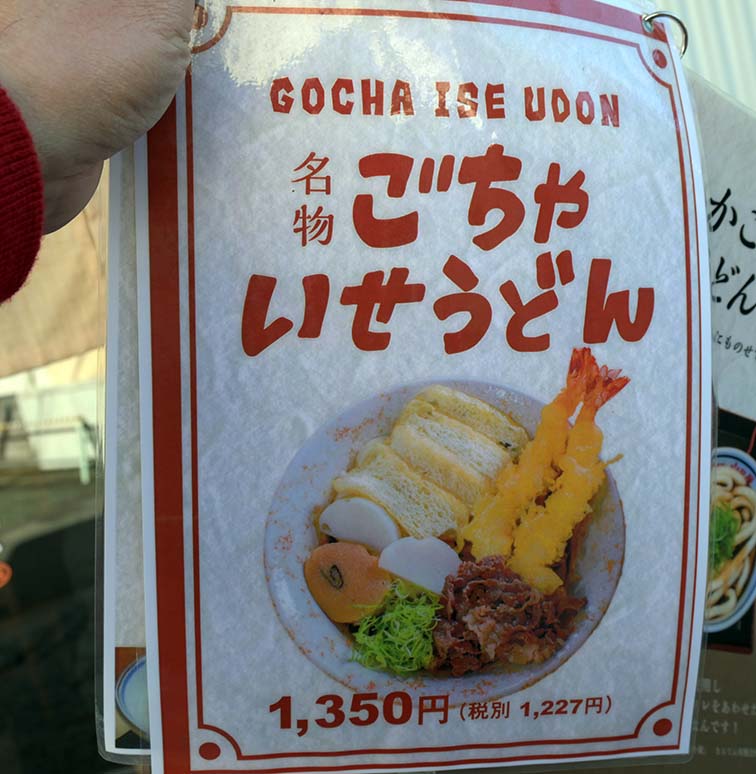 GOCHA ISE UDON
名物
ごちゃ
いせうどん
1,350円(税別 1,227円)